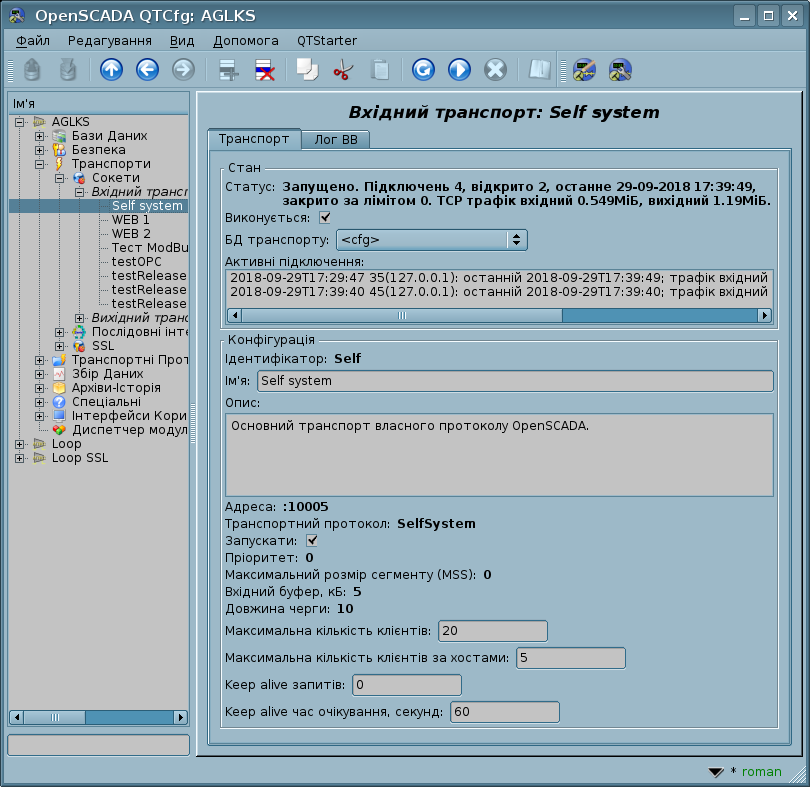 OpenSCADA QTCfg: AGLKS
Файл Редагування Вид Допомога QTStarter
Ім'я
AGLKS
Бази Даних
Безпека
Транспорти
Сокети
Вхідний трансп
Self system
WEB 1
WEB 2
Тест ModBu
testOPC
testRelease
testRelease
testRelease
Вихідний транс
Послідовні інте
SSL
Транспортні Прот
Збір Даних
Архіви-Історія
Спеціальні
Інтерфейси Кори
Диспетчер модул
Loop
Loop SSL
Вхідний транспорт: Self system
Транспорт Лог ВВ
Стан
Статус: Запущено. Підключень 4, відкрито 2, останне 29-09-2018 17:39:49,
закрито за лімітом 0. TCP трафік вхідний 0.549МіБ, вихідний 1.19МіБ.
Виконується:
БД транспорту: <cfg>
Активні підключення:
2018-09-29T17:29:47 35(127.0.0.1): останній 2018-09-29T17:39:49; трафік вхідний
2018-09-29T17:39:40 45(127.0.0.1): останній 2018-09-29T17:39:40; трафік вхідний
Конфігурація
Ідентифікатор: Self
Ім'я: Self system
Опис:
Основний транспорт власного протоколу OpenSCADA.
Адреса: :10005
Транспортний протокол: SelfSystem
Запускати:
Пріоритет: 0
Максимальний розмір сегменту (MSS): 0
Вхідний буфер, кБ: 5
Довжина черги: 10
Максимальна кількість клієнтів: 20
Максимальна кількість клієнтів за хостами: 5
Keep alive запитів: 0
Keep alive час очікування, секунд: 60
* roman